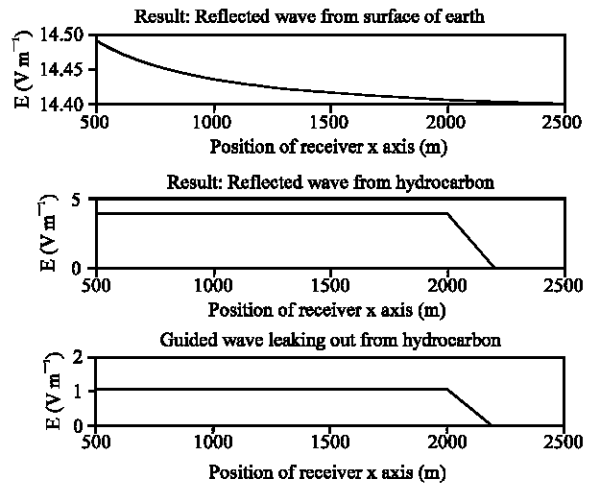 Result: Reflected wave from surface of earth
E (V m⁻¹)
14.50
14.45
14.40
500 1000 1500 2000 2500
Position of receiver x axis (m)
Result: Reflected wave from hydrocarbon
E (V m⁻¹)
5
0
500 1000 1500 2000 2500
Position of receiver x axis (m)
Guided wave leaking out from hydrocarbon
E (V m⁻¹)
2
1
0
500 1000 1500 2000 2500
Position of receiver x axis (m)